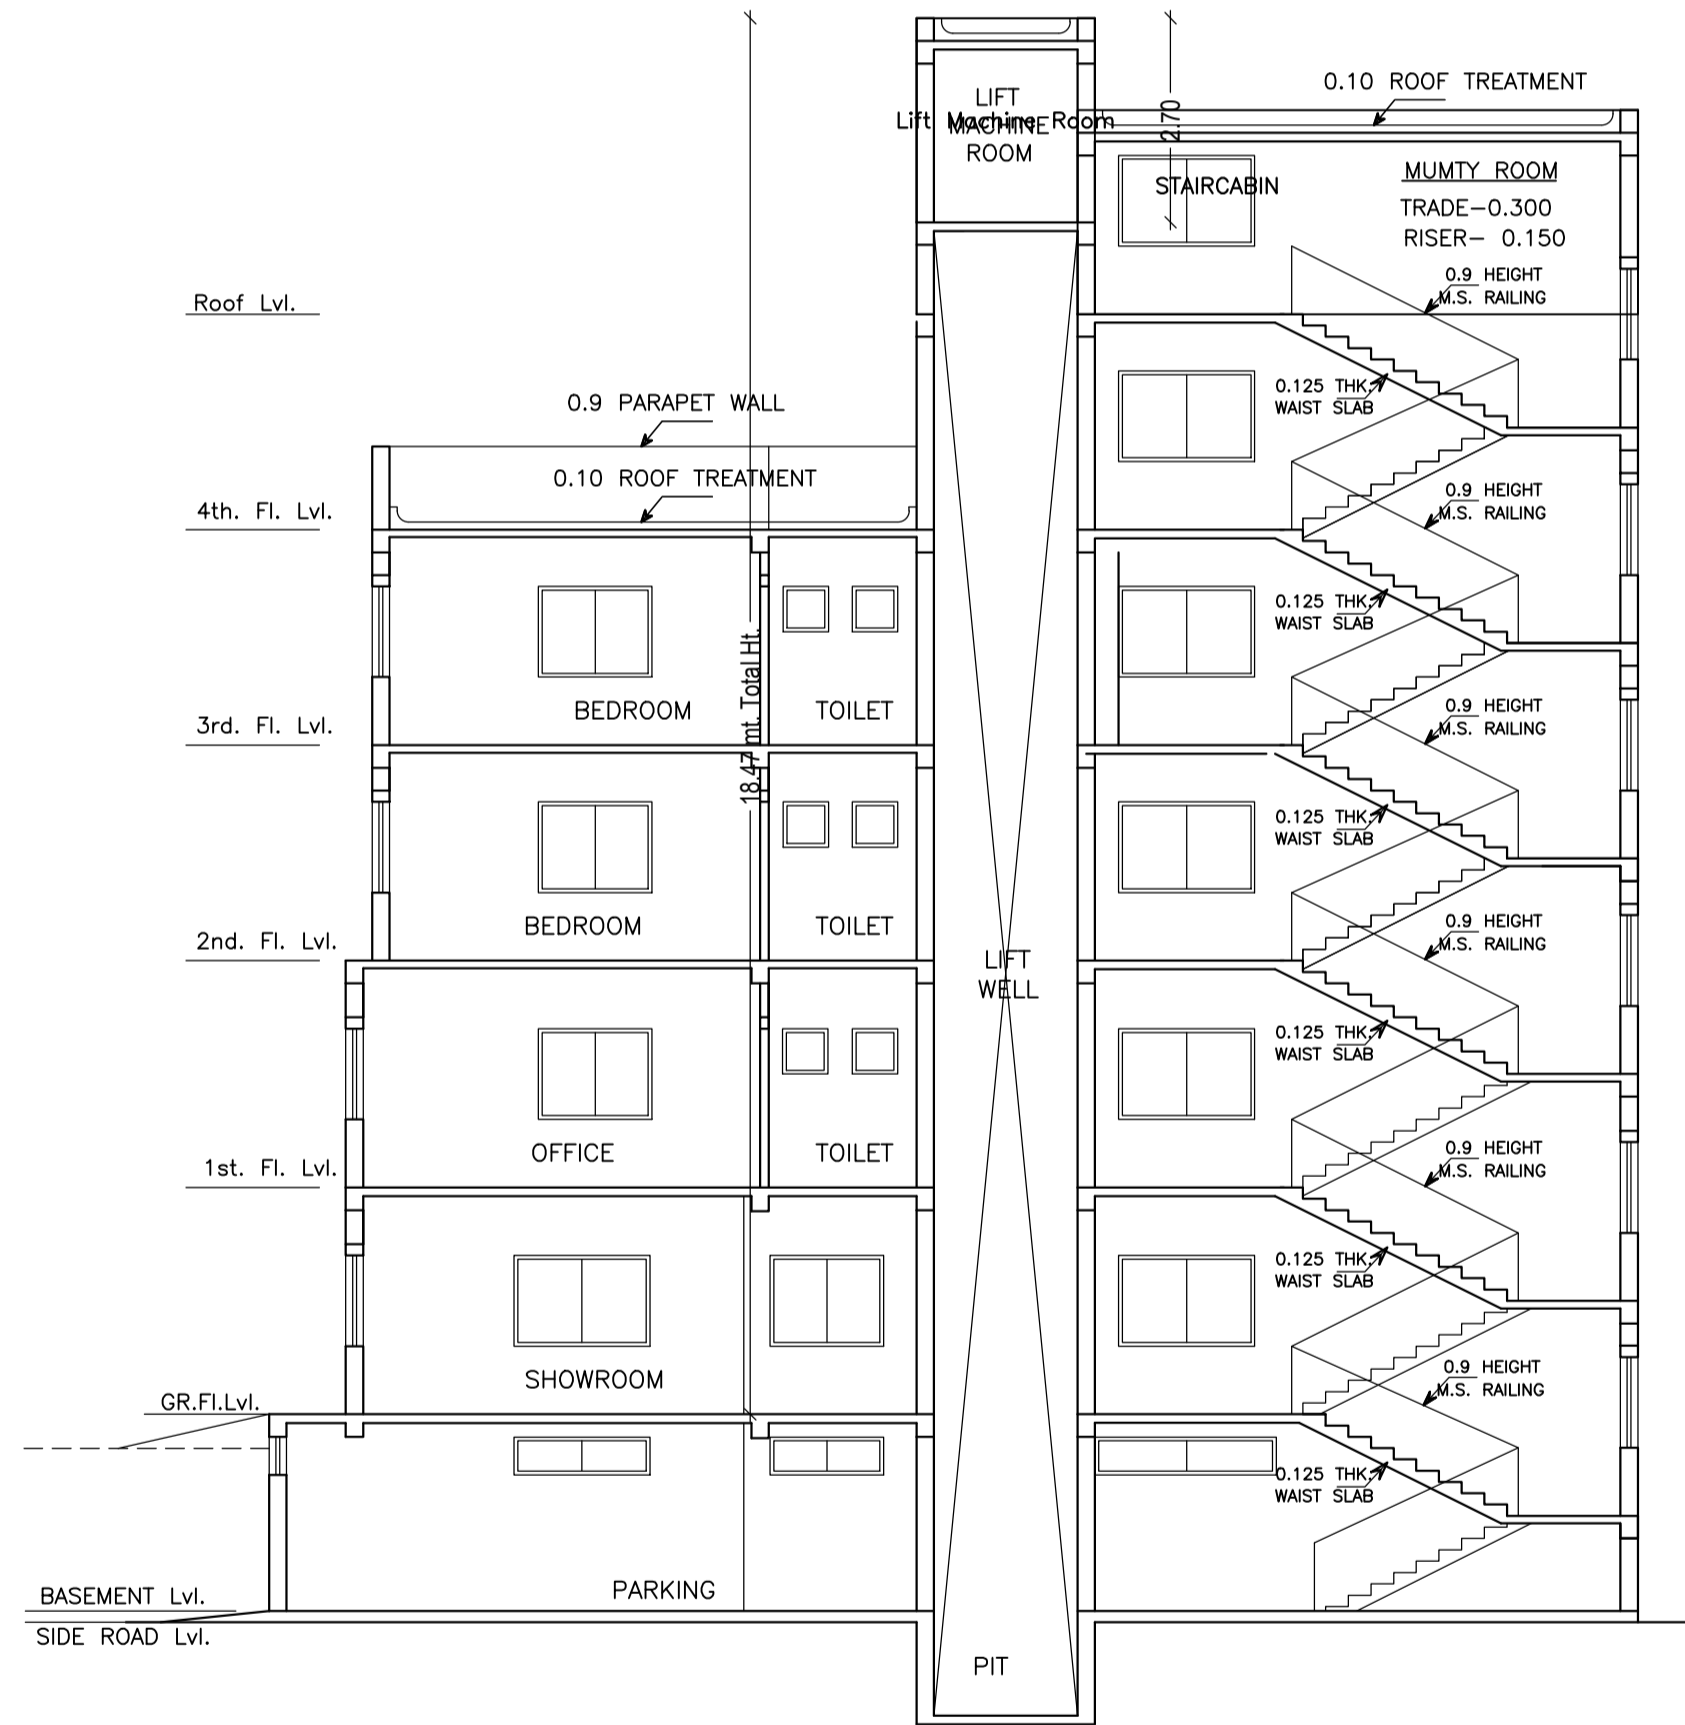 0.10 ROOF TREATMENT
LIFT
MACHINE
ROOM
Lift Machine Room
2.70
STAIRCABIN
MUMTY ROOM
TRADE-0.300
RISER- 0.150
0.9 HEIGHT
M.S. RAILING
Roof Lvl.
0.125 THK.
WAIST SLAB
0.9 PARAPET WALL
0.10 ROOF TREATMENT
0.9 HEIGHT
M.S. RAILING
4th. Fl. Lvl.
0.125 THK.
WAIST SLAB
18.47 mt. Total Ht.
BEDROOM
TOILET
0.9 HEIGHT
M.S. RAILING
3rd. Fl. Lvl.
0.125 THK.
WAIST SLAB
BEDROOM
TOILET
0.9 HEIGHT
M.S. RAILING
2nd. Fl. Lvl.
LIFT
WELL
0.125 THK.
WAIST SLAB
OFFICE
TOILET
0.9 HEIGHT
M.S. RAILING
1st. Fl. Lvl.
0.125 THK.
WAIST SLAB
SHOWROOM
0.9 HEIGHT
M.S. RAILING
GR.Fl.Lvl.
0.125 THK.
WAIST SLAB
PARKING
BASEMENT Lvl.
SIDE ROAD Lvl.
PIT